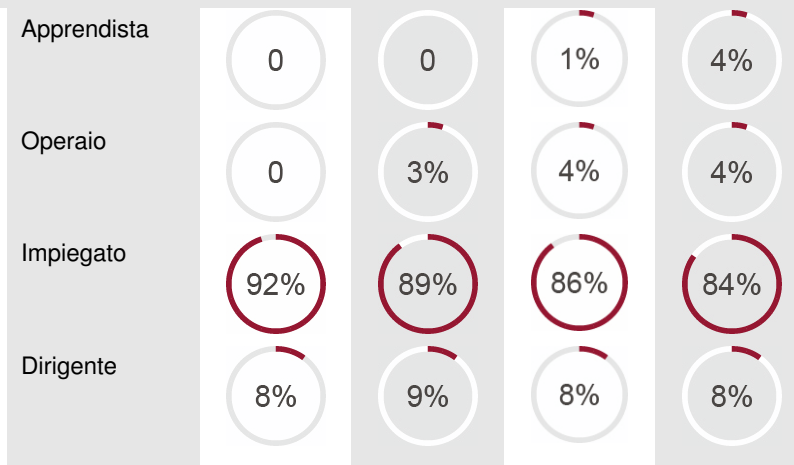 Apprendista 0 0 1% 4%
Operaio 0 3% 4% 4%
Impiegato 92% 89% 86% 84%
Dirigente 8% 9% 8% 8%